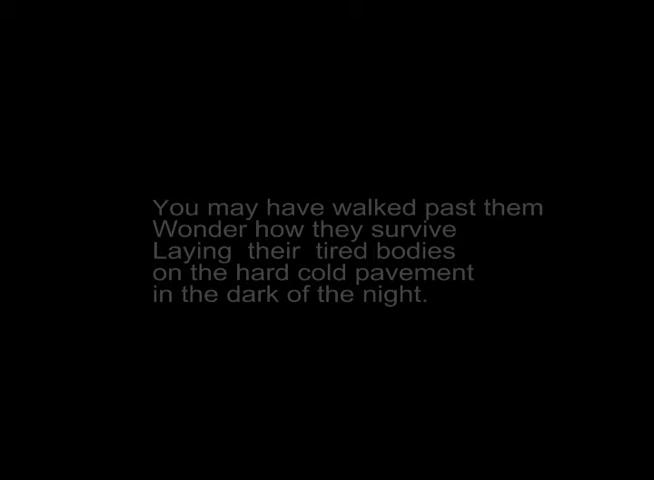 You may have walked past them
Wonder how they survive
Laying their tired bodies
on the hard cold pavement
in the dark of the night.